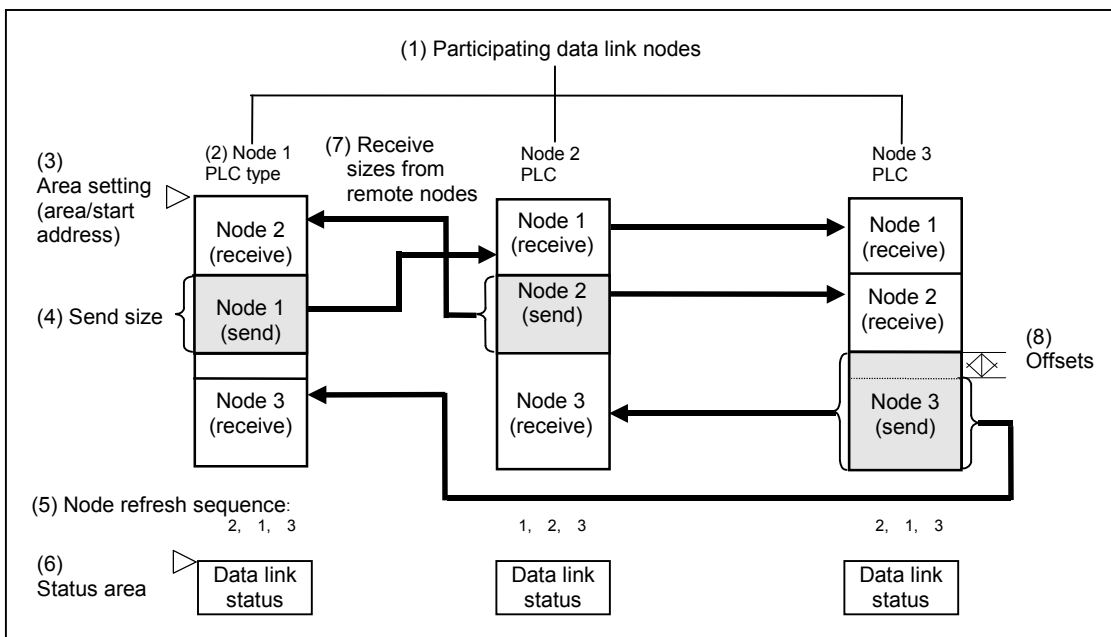 (1) Participating data link nodes
(2) Node 1
PLC type
(7) Receive
sizes from
remote nodes
Node 2
PLC
Node 3
PLC
(3)
Area setting
(area/start
address)
Node 2
(receive)
Node 1
(receive)
Node 1
(receive)
(4) Send size
Node 1
(send)
Node 2
(send)
Node 2
(receive)
(8)
Offsets
Node 3
(receive)
Node 3
(receive)
Node 3
(send)
(5) Node refresh sequence:
2, 1, 3
1, 2, 3
2, 1, 3
(6)
Status area
Data link
status
Data link
status
Data link
status